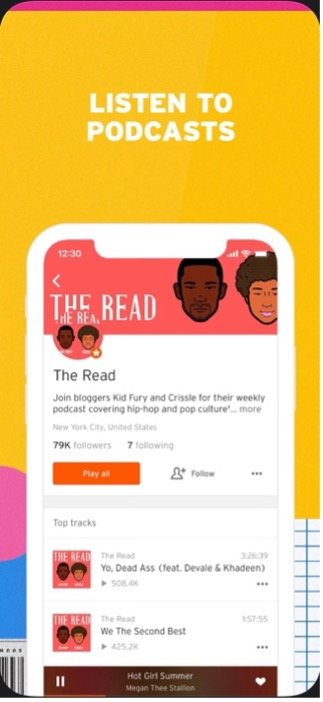 LISTEN TO
PODCASTS
12:30
THE READ
THE REA
The Read
Join bloggers Kid Fury and Crissle for their weekly
podcast covering hip-hop and pop culture'... more
New York City, United States
79K followers 7 following
Play all Follow
Top tracks
THE READ
The Read 3:26:39
Yo, Dead Ass (feat. Devale & Khadeen)
508,4K
THE READ
The Read 1:57:55
We The Second Best
425,2K
Hot Girl Summer
Megan Thee Stallion